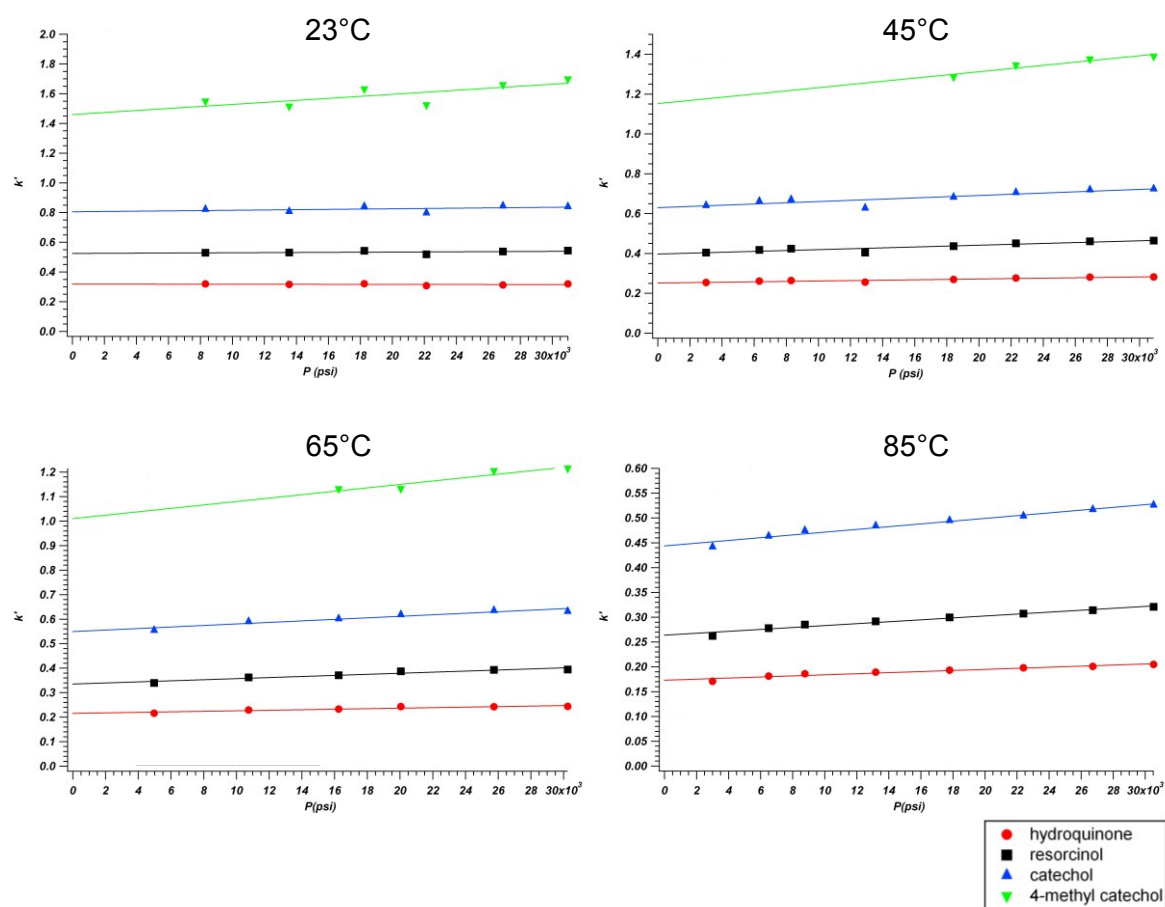 23°C
2.0
1.8
1.6
1.4
1.2
1.0
0.8
0.6
0.4
0.2
0.0
k'
0 2 4 6 8 10 12 14 16 18 20 22 24 26 28 30x10³
P (psi)
45°C
1.4
1.2
1.0
0.8
0.6
0.4
0.2
0.0
k'
0 2 4 6 8 10 12 14 16 18 20 22 24 26 28 30x10³
P (psi)
65°C
1.2
1.1
1.0
0.9
0.8
0.7
0.6
0.5
0.4
0.3
0.2
0.1
0.0
k'
0 2 4 6 8 10 12 14 16 18 20 22 24 26 28 30x10³
P(psi)
85°C
0.60
0.55
0.50
0.45
0.40
0.35
0.30
0.25
0.20
0.15
0.10
0.05
0.00
k'
0 2 4 6 8 10 12 14 16 18 20 22 24 26 28 30x10³
P(psi)
hydroquinone
resorcinol
catechol
4-methyl catechol